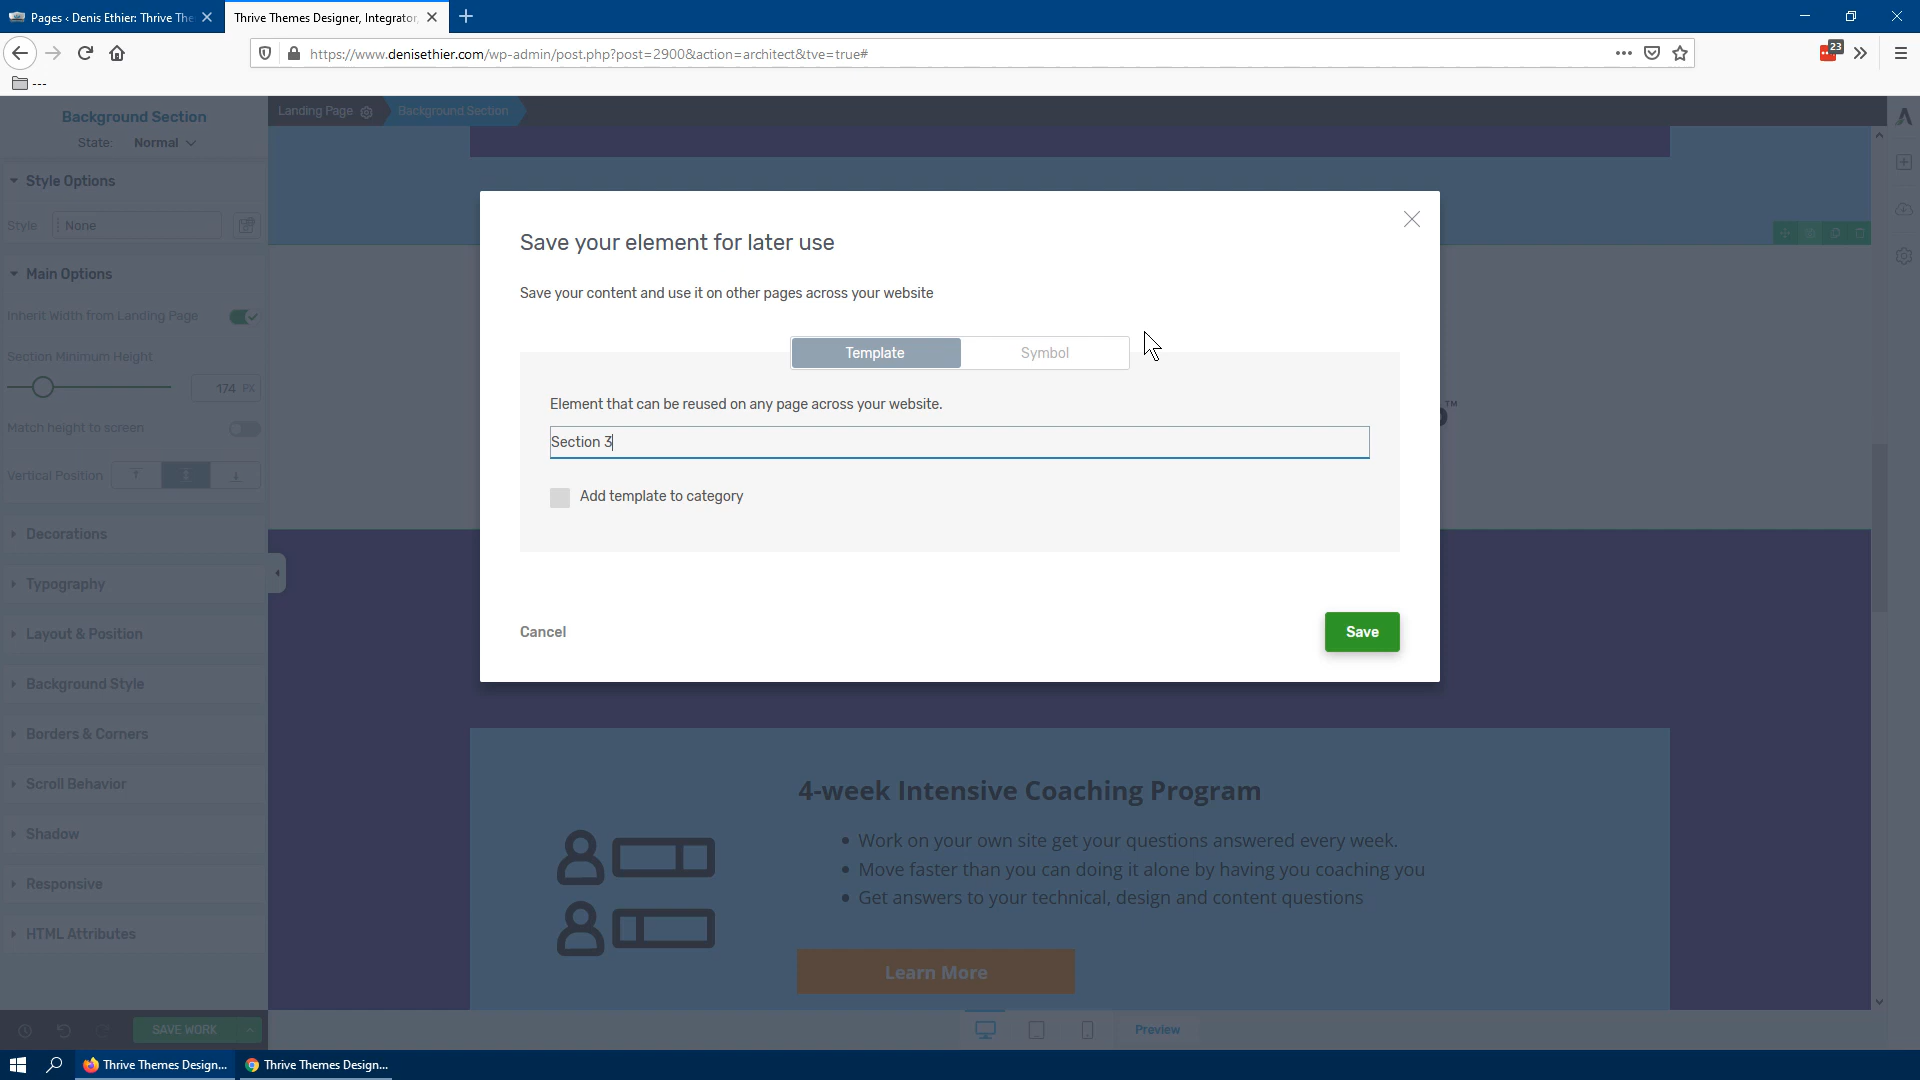 Pages ‹ Denis Ethier: Thrive The
Thrive Themes Designer, Integrator,
https://www.denisethier.com/wp-admin/post.php?post=2900&action=architect&tve=true#
23
---
Background Section
State: Normal
Style Options
Style None
Main Options
Inherit Width from Landing Page
Section Minimum Height
174 PX
Match height to screen
Vertical Position
Decorations
Typography
Layout & Position
Background Style
Borders & Corners
Scroll Behavior
Shadow
Responsive
HTML Attributes
SAVE WORK
Landing Page
Background Section
Save your element for later use
Save your content and use it on other pages across your website
Template
Symbol
Element that can be reused on any page across your website.
Section 3
Add template to category
Cancel
Save
™
4-week Intensive Coaching Program
• Work on your own site get your questions answered every week.
• Move faster than you can doing it alone by having you coaching you
• Get answers to your technical, design and content questions
Learn More
Preview
Thrive Themes Design...
Thrive Themes Design...